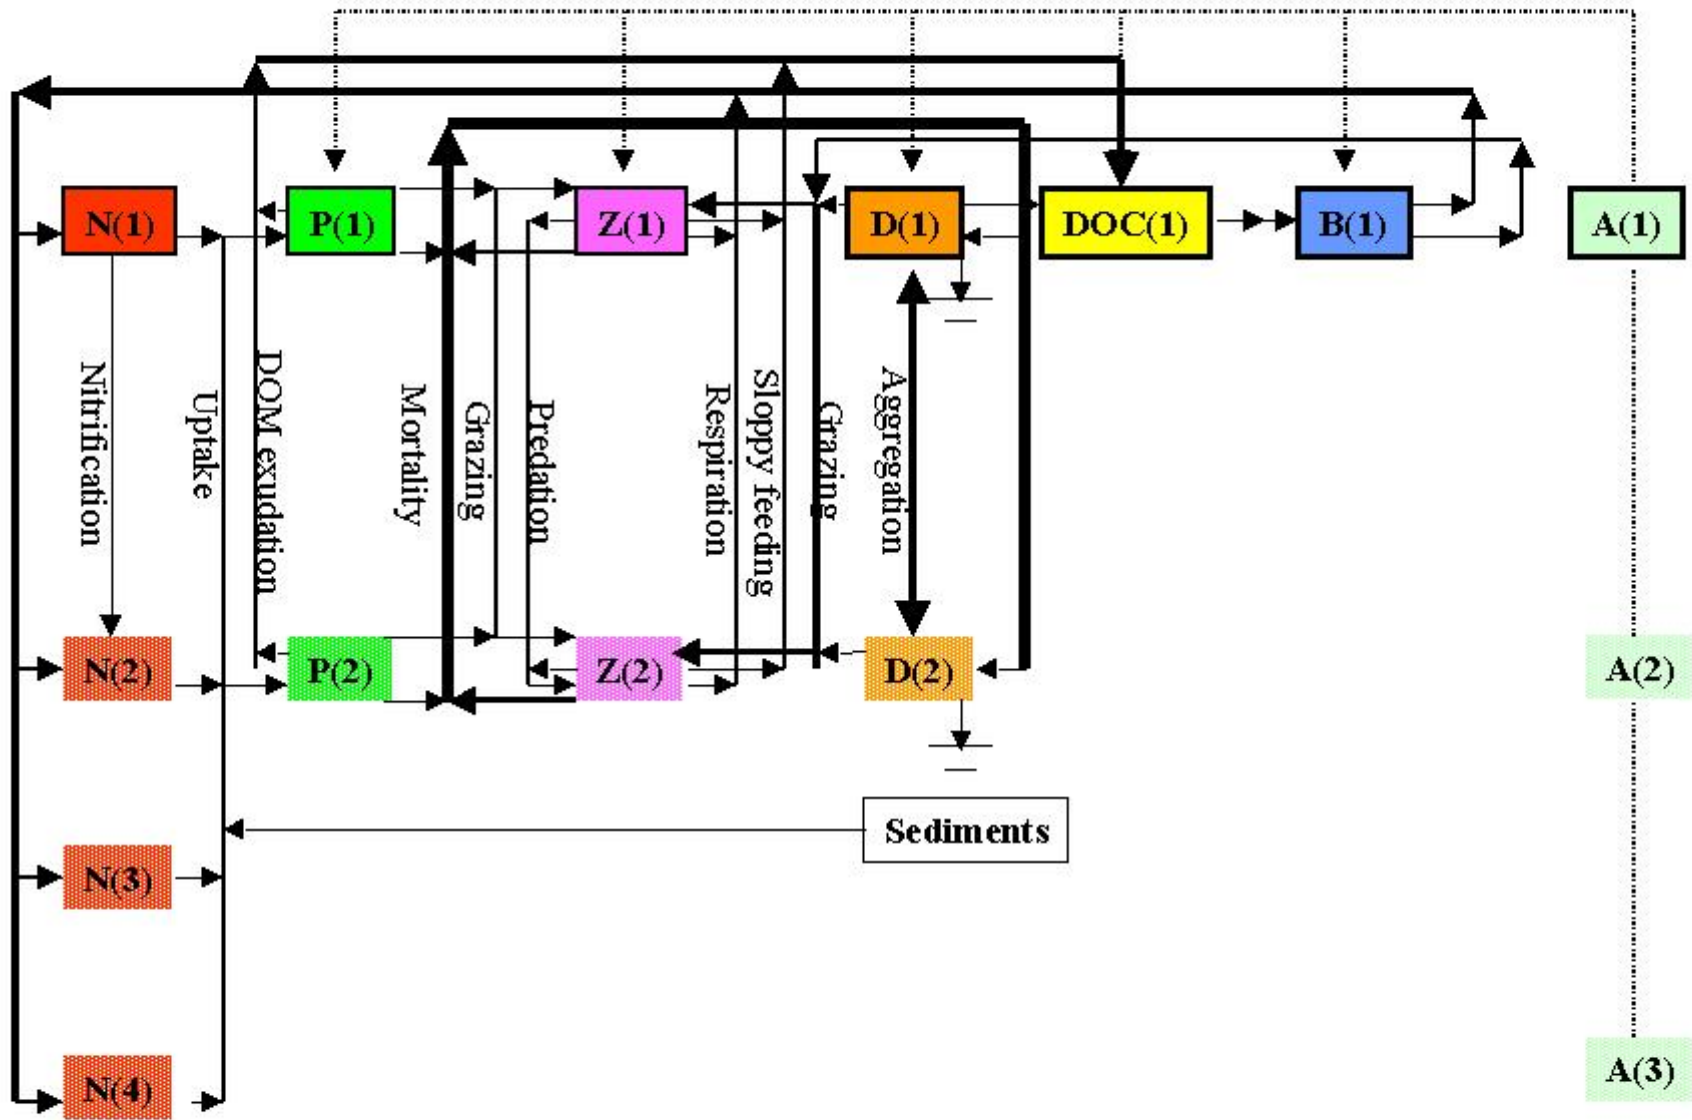 N(1)
P(1)
Z(1)
D(1)
DOC(1)
B(1)
A(1)
Nitrification
Uptake
DOM exudation
Mortality
Grazing
Predation
Respiration
Sloppy feeding
Grazing
Aggregation
N(2)
P(2)
Z(2)
D(2)
A(2)
Sediments
N(3)
N(4)
A(3)